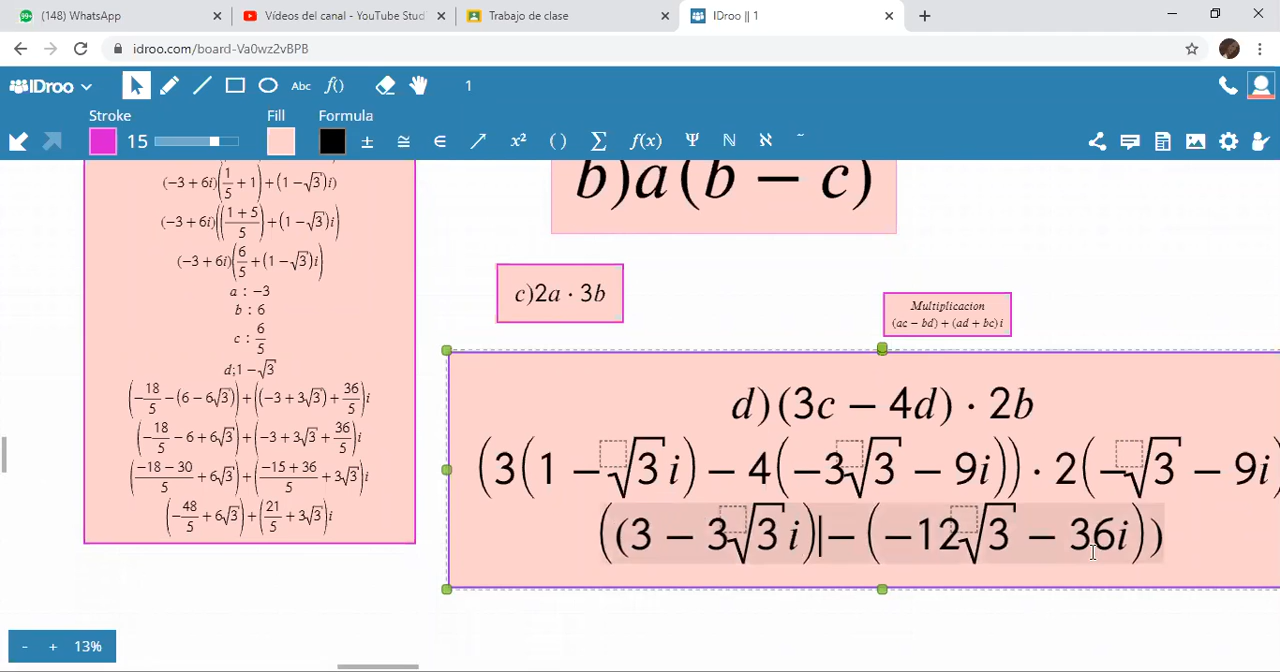 (148) WhatsApp
Vídeos del canal - YouTube Stud
Trabajo de clase
IDroo || 1
idroo.com/board-Va0wz2vBPB
IDroo
Abc
f()
1
Stroke
Fill
Formula
15
± ≅ ∈ ↗ x² ( ) ∑ f(x) Ψ ℕ ℵ ~
(−3 + 6i)(1/5 + 1) + (1 − √3)i)
(−3 + 6i)((1 + 5)/5) + (1 − √3)i)
(−3 + 6i)(6/5 + (1 − √3)i)
a : −3
b : 6
c : 6/5
d;1 − √3
(−18/5 − (6 − 6√3)) + ((−3 + 3√3) + 36/5)i
(−18/5 − 6 + 6√3) + (−3 + 3√3 + 36/5)i
((−18 − 30)/5 + 6√3) + ((−15 + 36)/5 + 3√3)i
(−48/5 + 6√3) + (21/5 + 3√3)i
b)a(b − c)
c)2a · 3b
Multiplicacion
(ac − bd) + (ad + bc)i
d)(3c − 4d) · 2b
(3(1 − √3 i) − 4(−3√3 − 9i)) · 2(−√3 − 9i
((3 − 3√3 i) − (−12√3 − 36i))
- + 13%